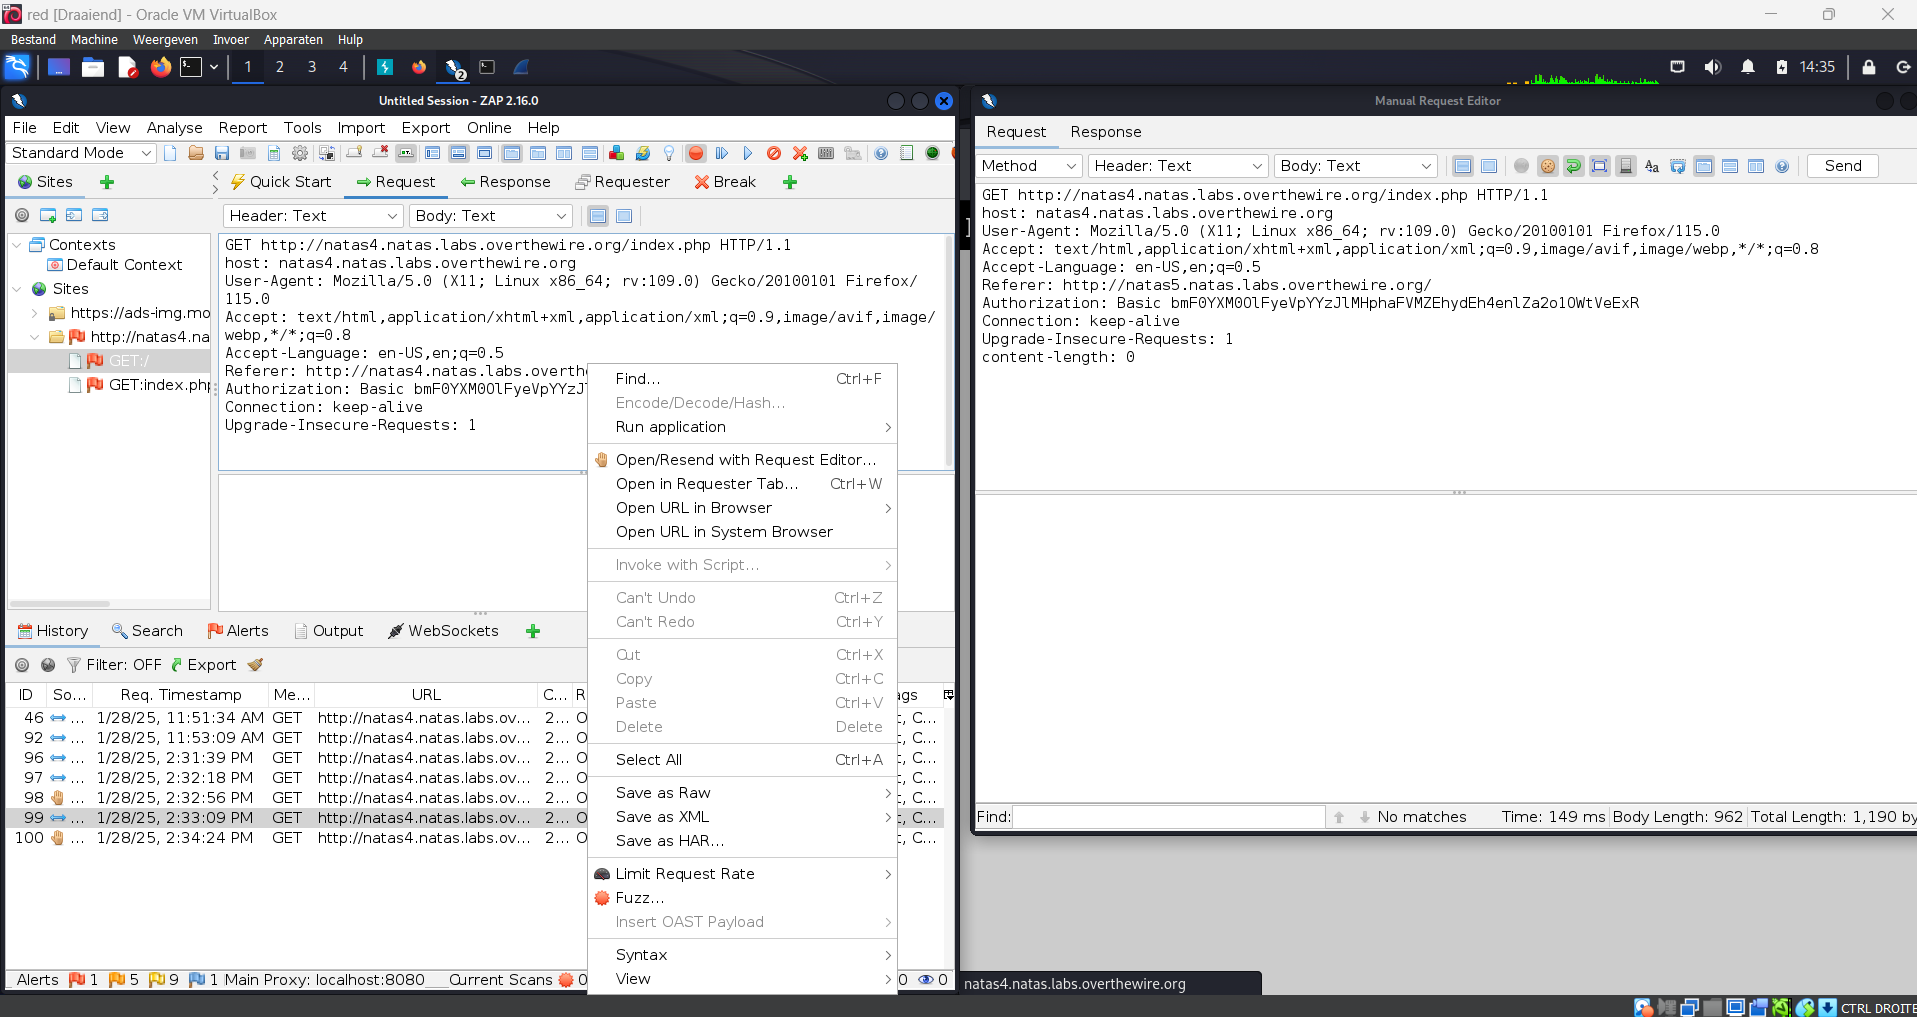 red [Draaiend] - Oracle VM VirtualBox
Bestand Machine Weergeven Invoer Apparaten Hulp
1 2 3 4 2 14:35
Untitled Session - ZAP 2.16.0
File Edit View Analyse Report Tools Import Export Online Help
Standard Mode
Sites Quick Start Request Response Requester Break
Header: Text Body: Text
Contexts
Default Context
Sites
https://ads-img.mo
http://natas4.na
GET:/
GET:index.php
GET http://natas4.natas.labs.overthewire.org/index.php HTTP/1.1
host: natas4.natas.labs.overthewire.org
User-Agent: Mozilla/5.0 (X11; Linux x86_64; rv:109.0) Gecko/20100101 Firefox/
115.0
Accept: text/html,application/xhtml+xml,application/xml;q=0.9,image/avif,image/
webp,*/*;q=0.8
Accept-Language: en-US,en;q=0.5
Referer: http://natas4.natas.labs.overth
Authorization: Basic bmF0YXM0OlFyeVpYYzJ
Connection: keep-alive
Upgrade-Insecure-Requests: 1
Find... Ctrl+F
Encode/Decode/Hash...
Run application
Open/Resend with Request Editor...
Open in Requester Tab... Ctrl+W
Open URL in Browser
Open URL in System Browser
Invoke with Script...
Can't Undo Ctrl+Z
Can't Redo Ctrl+Y
Cut Ctrl+X
Copy Ctrl+C
Paste Ctrl+V
Delete Delete
Select All Ctrl+A
Save as Raw
Save as XML
Save as HAR...
Limit Request Rate
Fuzz...
Insert OAST Payload
Syntax
View
History Search Alerts Output WebSockets
Filter: OFF Export
ID So... Req. Timestamp Me... URL C... R ags
46 ... 1/28/25, 11:51:34 AM GET http://natas4.natas.labs.ov... 2... O t, C...
92 ... 1/28/25, 11:53:09 AM GET http://natas4.natas.labs.ov... 2... O t, C...
96 ... 1/28/25, 2:31:39 PM GET http://natas4.natas.labs.ov... 2... O t, C...
97 ... 1/28/25, 2:32:18 PM GET http://natas4.natas.labs.ov... 2... O t, C...
98 ... 1/28/25, 2:32:56 PM GET http://natas4.natas.labs.ov... 2... O t, C...
99 ... 1/28/25, 2:33:09 PM GET http://natas4.natas.labs.ov... 2... O t, C...
100 ... 1/28/25, 2:34:24 PM GET http://natas4.natas.labs.ov... 2... O t, C...
Alerts 1 5 9 1 Main Proxy: localhost:8080 Current Scans 0 0 0
Manual Request Editor
Request Response
Method Header: Text Body: Text Send
GET http://natas4.natas.labs.overthewire.org/index.php HTTP/1.1
host: natas4.natas.labs.overthewire.org
User-Agent: Mozilla/5.0 (X11; Linux x86_64; rv:109.0) Gecko/20100101 Firefox/115.0
Accept: text/html,application/xhtml+xml,application/xml;q=0.9,image/avif,image/webp,*/*;q=0.8
Accept-Language: en-US,en;q=0.5
Referer: http://natas5.natas.labs.overthewire.org/
Authorization: Basic bmF0YXM0OlFyeVpYYzJlMHphaFVMZEhydEh4enlZa2o1OWtVeExR
Connection: keep-alive
Upgrade-Insecure-Requests: 1
content-length: 0
Find: No matches Time: 149 ms Body Length: 962 Total Length: 1,190 by
natas4.natas.labs.overthewire.org
CTRL DROITE